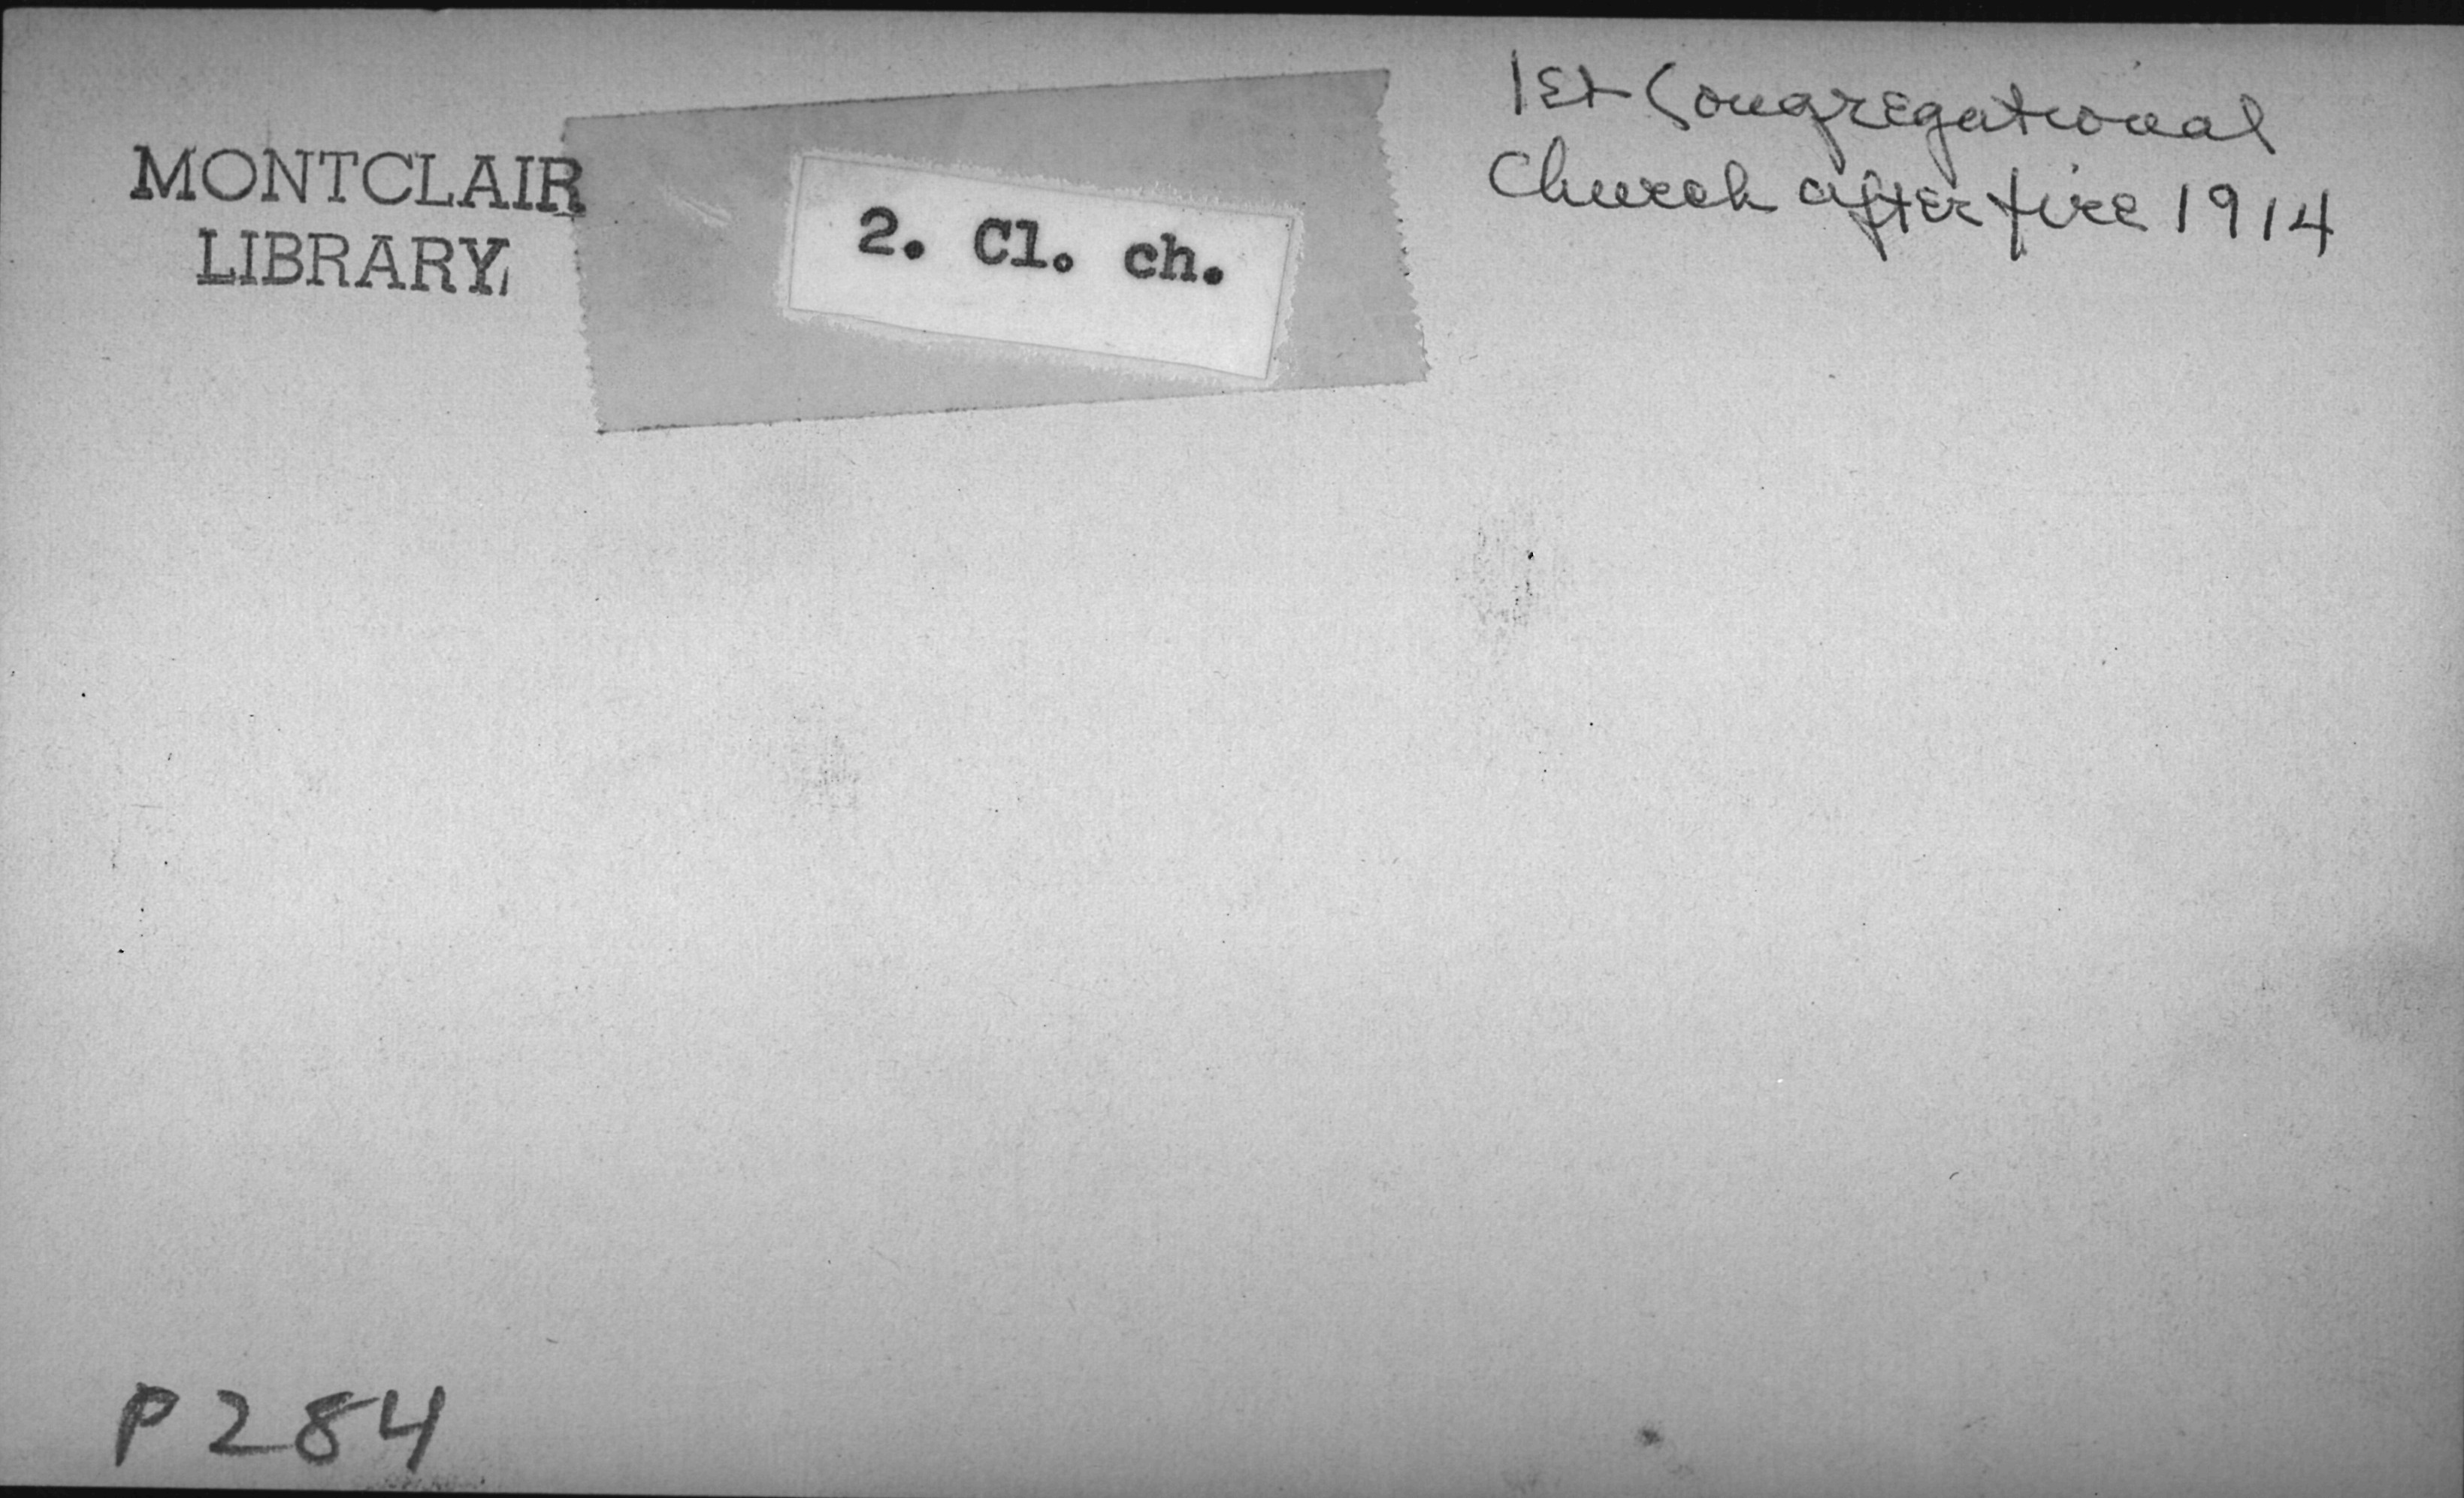 MONTCLAIR
LIBRARY
2. Cl. ch.
1st Congregational
Church after fire 1914
P284